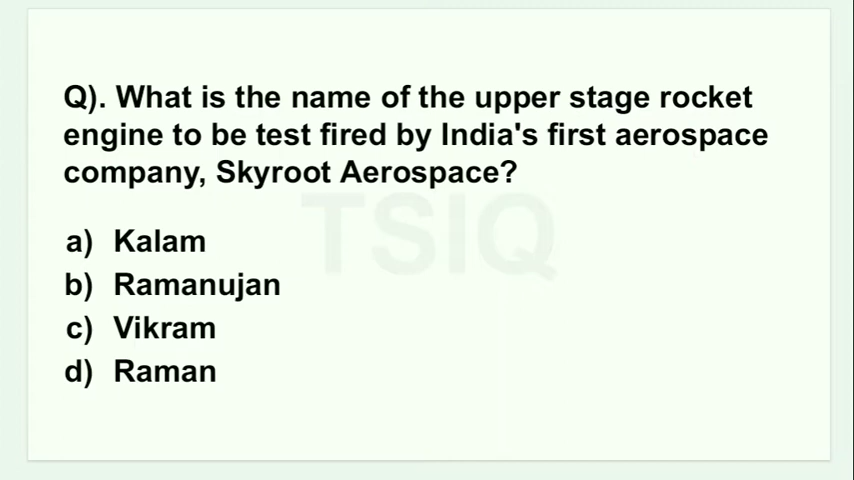 Q). What is the name of the upper stage rocket
engine to be test fired by India's first aerospace
company, Skyroot Aerospace?
TSIQ
a) Kalam
b) Ramanujan
c) Vikram
d) Raman